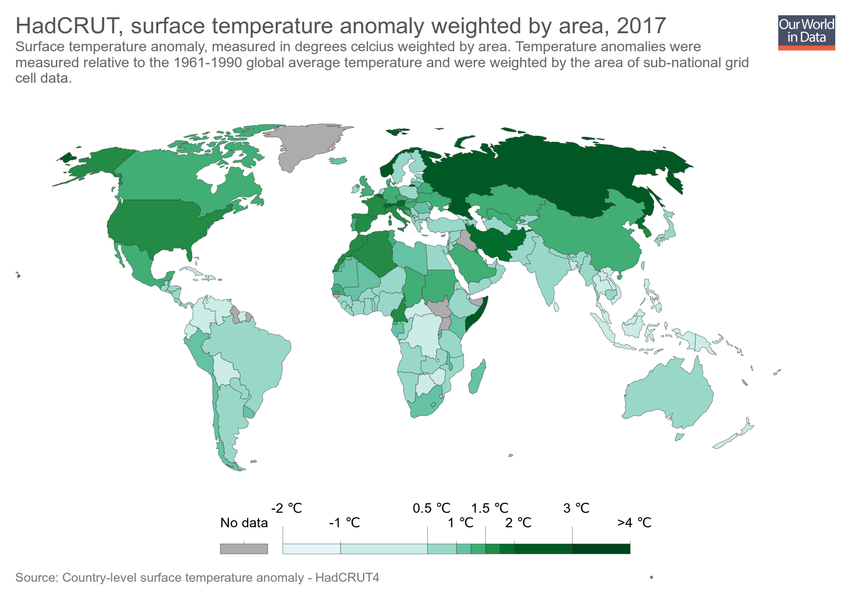 HadCRUT, surface temperature anomaly weighted by area, 2017
Our World
in Data
Surface temperature anomaly, measured in degrees celcius weighted by area. Temperature anomalies were
measured relative to the 1961-1990 global average temperature and were weighted by the area of sub-national grid
cell data.
-2 ℃ 0.5 ℃ 1.5 ℃ 3 ℃
No data -1 ℃ 1 ℃ 2 ℃ >4 ℃
Source: Country-level surface temperature anomaly - HadCRUT4